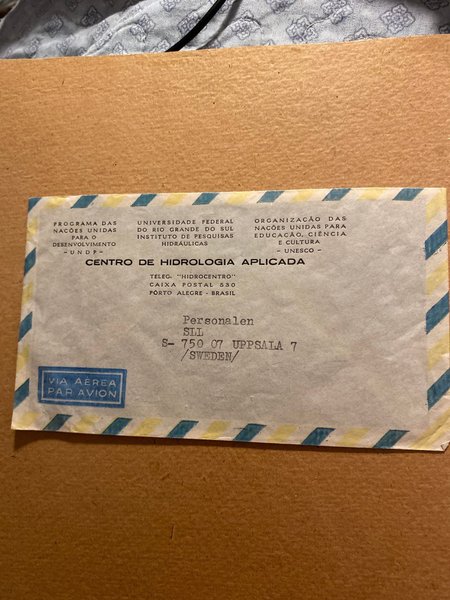 PROGRAMA DAS
NAÇÕES UNIDAS
PARA O
DESENVOLVIMENTO
- UNDP -
UNIVERSIDADE FEDERAL
DO RIO GRANDE DO SUL
INSTITUTO DE PESQUISAS
HIDRÁULICAS
ORGANIZAÇÃO DAS
NAÇÕES UNIDAS PARA
EDUCAÇÃO, CIÊNCIA
E CULTURA
- UNESCO -
CENTRO DE HIDROLOGIA APLICADA
TELEG. "HIDROCENTRO"
CAIXA POSTAL 530
PÔRTO ALEGRE - BRASIL
Personalen
SLL
S- 750 07 UPPSALA 7
/SWEDEN/
VIA AÉREA
PAR AVION